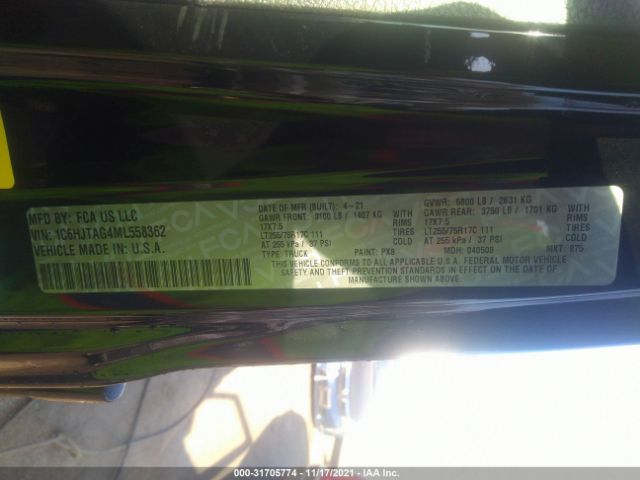 MFD BY: FCA US LLC
VIN: 1C6HJTAG4ML558362
VEHICLE MADE IN U.S.A.
DATE OF MFR (BUILT): 4-21
GAWR FRONT: 3100 LB / 1407 KG
17X7.5
LT255/75R17C 111
AT 255 kPa / 37 PSI
TYPE: TRUCK
PAINT: PX8
WITH
RIMS
TIRES
COLD
GVWR: 5800 LB / 2631 KG
GAWR REAR: 3750 LB / 1701 KG
17X7.5
LT255/75R17C 111
AT 255 kPa / 37 PSI
MDH: 040509
WITH
RIMS
TIRES
COLD
MKT: 875
THIS VEHICLE CONFORMS TO ALL APPLICABLE U.S.A. FEDERAL MOTOR VEHICLE
SAFETY AND THEFT PREVENTION STANDARDS IN EFFECT ON THE DATE OF
MANUFACTURE SHOWN ABOVE
000-31705774 - 11/17/2021 - IAAI.COM